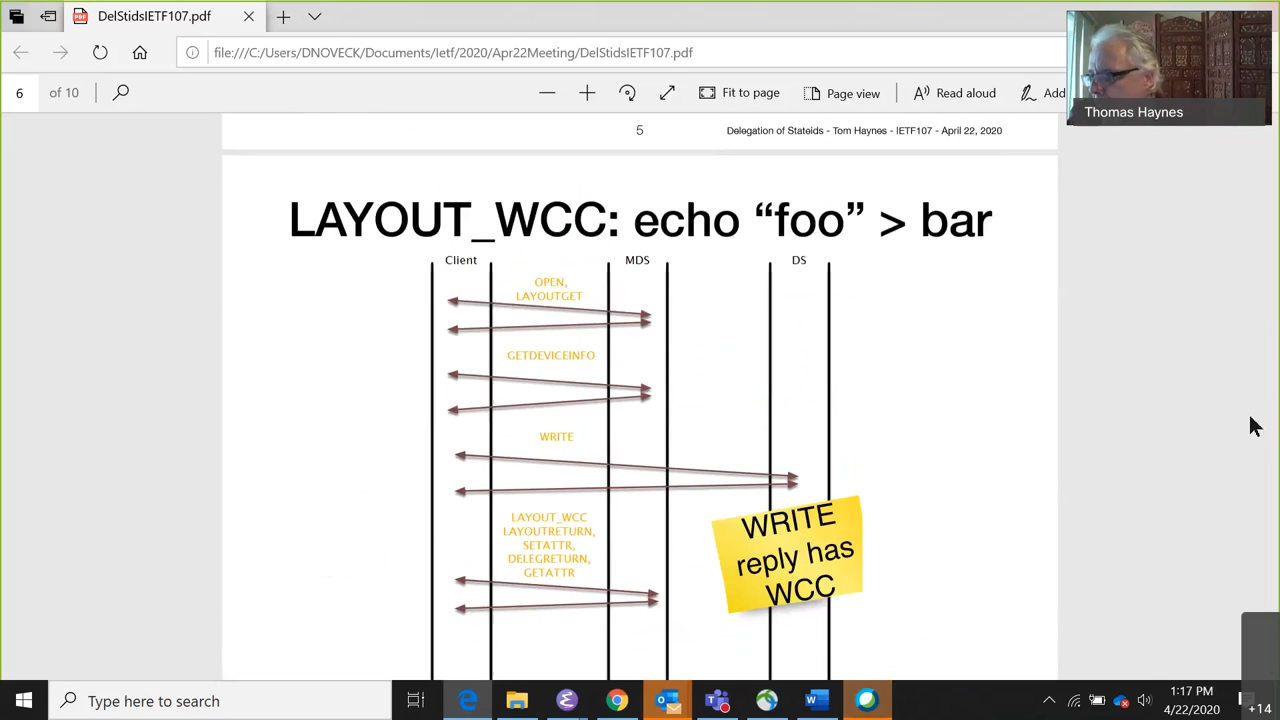 DelStidsIETF107.pdf
file:///C:/Users/DNOVECK/Documents/Ietf/2020/Apr22Meeting/DelStidsIETF107.pdf
6 of 10
Fit to page
Page view
Read aloud
Add
Thomas Haynes
5
Delegation of Stateids - Tom Haynes - IETF107 - April 22, 2020
LAYOUT_WCC: echo “foo” > bar
Client
MDS
DS
OPEN,
LAYOUTGET
GETDEVICEINFO
WRITE
LAYOUT_WCC
LAYOUTRETURN,
SETATTR,
DELEGRETURN,
GETATTR
WRITE
reply has
WCC
Type here to search
1:17 PM
4/22/2020
+14